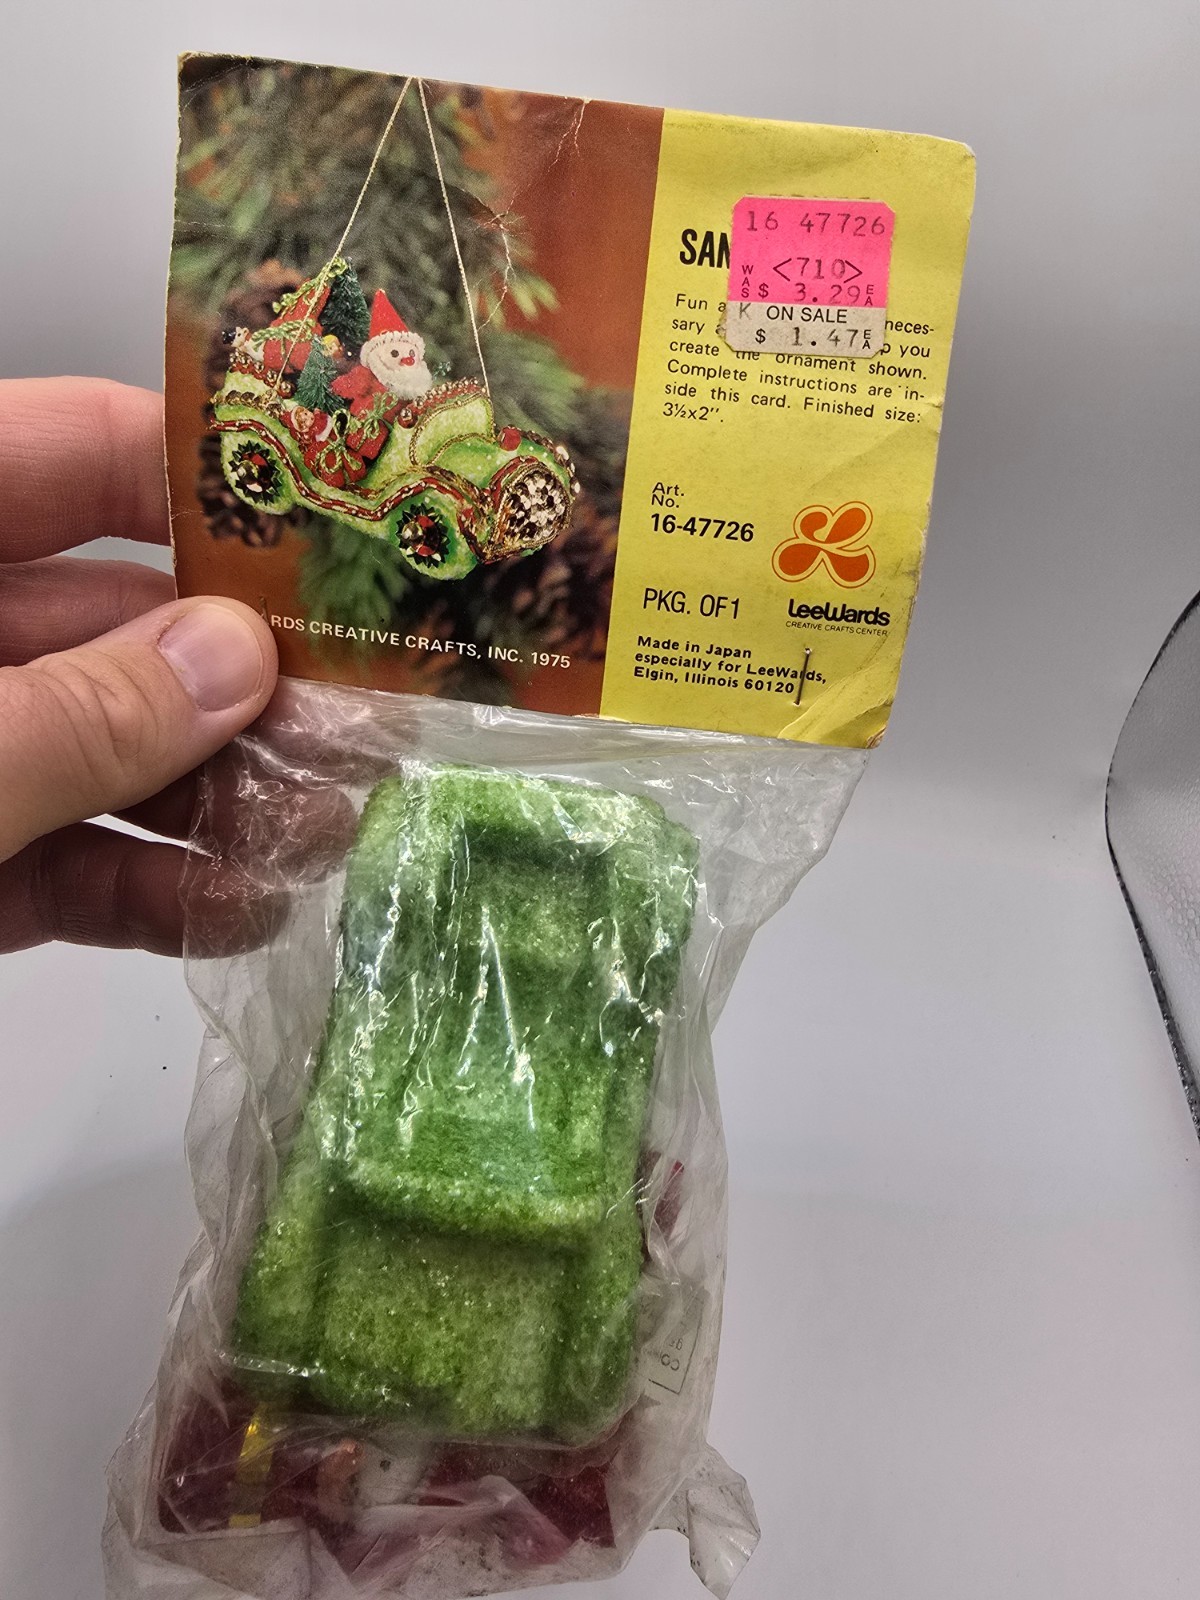 16 47726
WAS <710>
$ 3.29 EA
K ON SALE
$ 1.47 EA
SAN
Fun a neces-
sary p you
create the ornament shown.
Complete instructions are in-
side this card. Finished size:
3½x2".
Art.
No.
16-47726
PKG. OF1
LeeWards
CREATIVE CRAFTS CENTER
Made in Japan
especially for LeeWards,
Elgin, Illinois 60120
RDS CREATIVE CRAFTS, INC. 1975